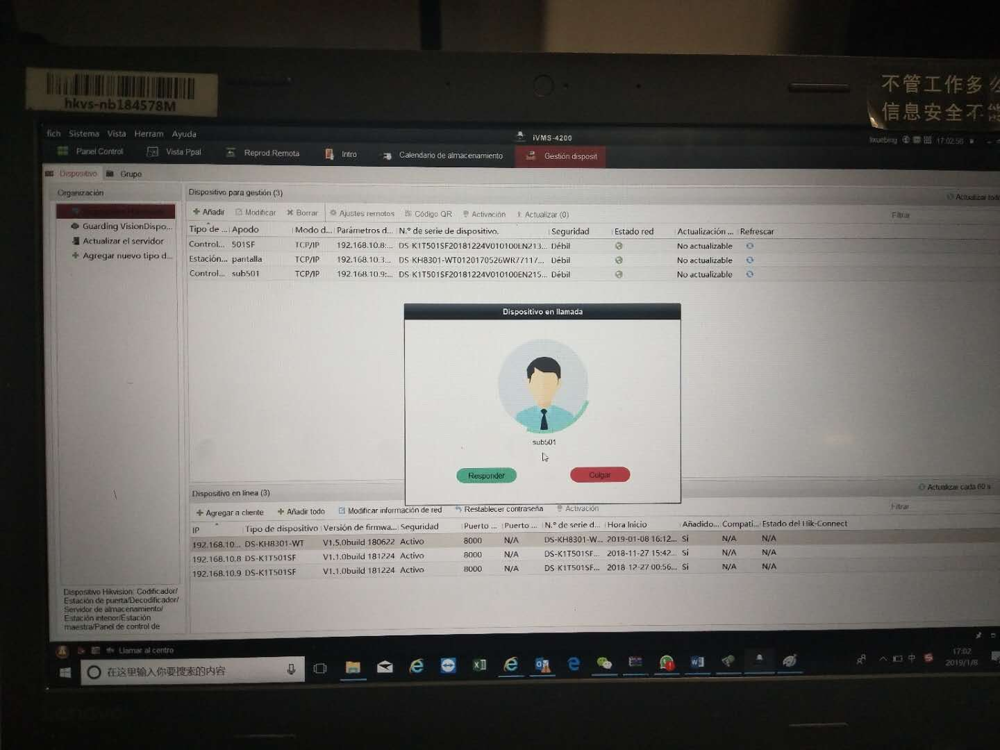 hkvs-nb184578M
不管工作多
信息安全不能
fich Sistema Vista Herram Ayuda
iVMS-4200
lixuebing 17:02:56
Panel Control Vista Ppal Reprod.Remota Intro Calendario de almacenamiento Gestión disposit
Dispositivo Grupo
Organización
Guarding VisionDispo...
Actualizar el servidor
Agregar nuevo tipo d...
Dispositivo para gestión (3)
Actualizar todo
Añadir Modificar Borrar Ajustes remotos Código QR Activación Actualizar (0) Filtrar
Tipo de ... Apodo Modo d... Parámetros d... N.º de serie de dispositivo. Seguridad Estado red Actualización ... Refrescar
Control... 501SF TCP/IP 192.168.10.8:... DS-K1T501SF20181224V010100EN213... Débil No actualizable
Estación... pantalla TCP/IP 192.168.10.3... DS-KH8301-WT0120170526WR77117... Débil No actualizable
Control... sub501 TCP/IP 192.168.10.9:... DS-K1T501SF20181224V010100EN215... Débil No actualizable
Dispositivo en llamada
sub501
Responder Colgar
Dispositivo en línea (3)
Actualizar cada 60 s
Agregar a cliente Añadir todo Modificar información de red Restablecer contraseña Activación Filtrar
IP Tipo de dispositivo Versión de firmwa... Seguridad Puerto ... Puerto ... N.º de serie d... Hora Inicio Añadido... Compati... Estado del Hik-Connect
192.168.10... DS-KH8301-WT V1.5.0build 180622 Activo 8000 N/A DS-KH8301-W... 2019-01-08 16:12... Sí N/A N/A
192.168.10.8 DS-K1T501SF V1.1.0build 181224 Activo 8000 N/A DS-K1T501SF... 2018-11-27 15:42... Sí N/A N/A
192.168.10.9 DS-K1T501SF V1.1.0build 181224 Activo 8000 N/A DS-K1T501SF... 2018-12-27 00:56... Sí N/A N/A
Dispositivo Hikvision: Codificador/
Estación de puerta/Decodificador/
Servidor de almacenamiento/
Estación interior/Estación
maestra/Panel de control de
Llamar al centro
在这里输入你要搜索的内容
中
17:02
2019/1/8
Lenovo